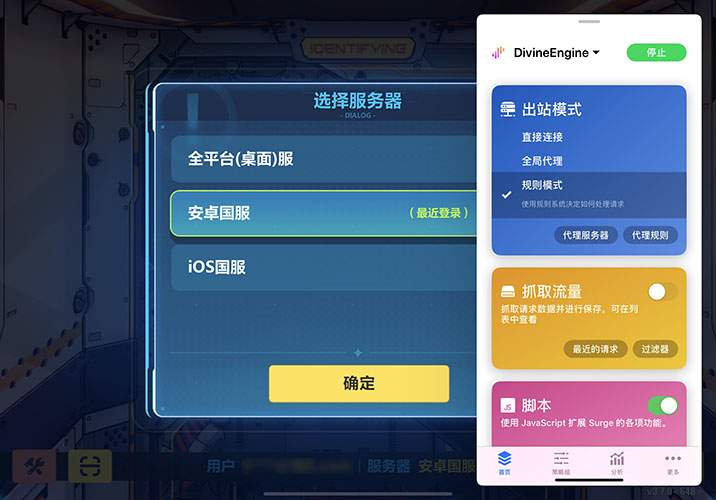 IDENTIFYING
选择服务器
- DIALOG -
全平台(桌面)服
安卓国服
(最近登录)
iOS国服
确定
用户
服务器
安卓国服
DivineEngine
停止
出站模式
直接连接
全局代理
规则模式
使用规则系统决定如何处理请求
代理服务器
代理规则
抓取流量
抓取请求数据并进行保存，可在列
表中查看
最近的请求
过滤器
JS
脚本
使用 JavaScript 扩展 Surge 的各项功能。
首页
策略组
分析
更多